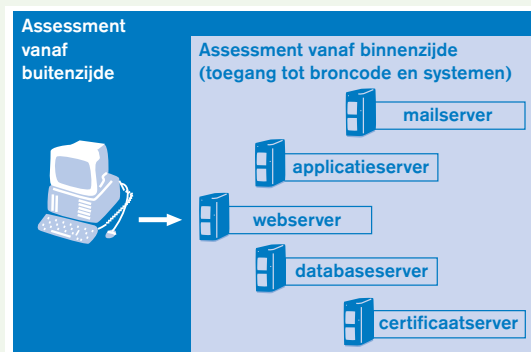 Assessment
vanaf
buitenzijde
Assessment vanaf binnenzijde
(toegang tot broncode en systemen)
mailserver
applicatieserver
webserver
databaseserver
certificaatserver